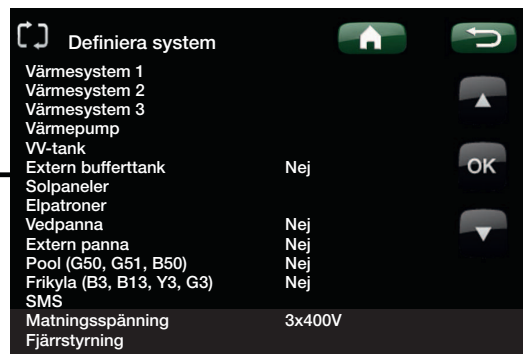 Definiera system
Värmesystem 1
Värmesystem 2
Värmesystem 3
Värmepump
VV-tank
Extern bufferttank Nej
OK
Solpaneler
Elpatroner
Vedpanna Nej
Extern panna Nej
Pool (G50, G51, B50) Nej
Frikyla (B3, B13, Y3, G3) Nej
SMS
Matningsspänning 3x400V
Fjärrstyrning